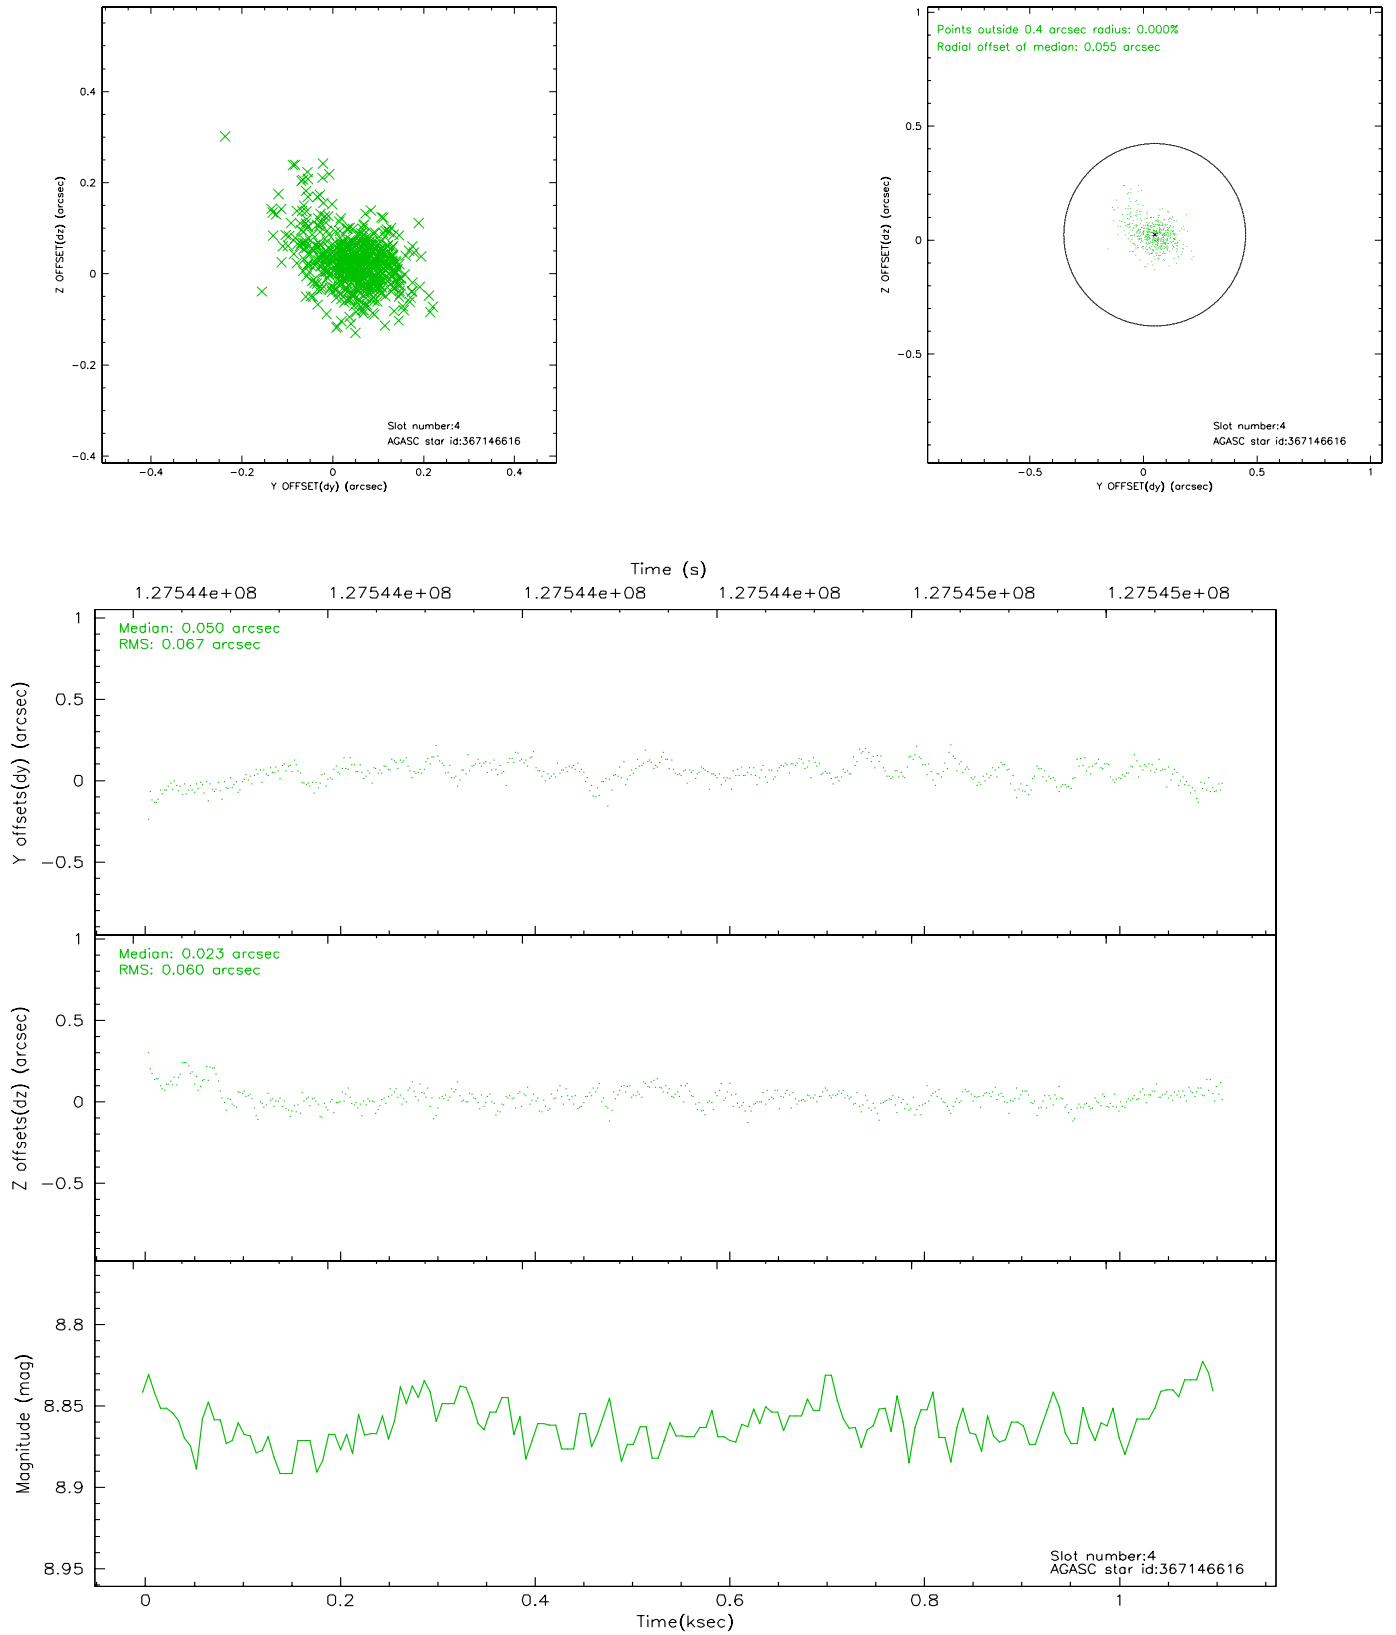 0.4
0.2
0
−0.2
−0.4
Z OFFSET(dz) (arcsec)
Slot number:4
AGASC star id:367146616
−0.4
−0.2
0
0.2
0.4
Y OFFSET(dy) (arcsec)
Points outside 0.4 arcsec radius: 0.000%
Radial offset of median: 0.055 arcsec
1
0.5
0
−0.5
Z OFFSET(dz) (arcsec)
Slot number:4
AGASC star id:367146616
−0.5
0
0.5
1
Y OFFSET(dy) (arcsec)
Time (s)
1.27544e+08
1.27544e+08
1.27544e+08
1.27544e+08
1.27545e+08
1.27545e+08
Median: 0.050 arcsec
RMS: 0.067 arcsec
1
0.5
0
−0.5
Y offsets(dy) (arcsec)
Median: 0.023 arcsec
RMS: 0.060 arcsec
1
0.5
0
−0.5
Z offsets(dz) (arcsec)
8.8
8.85
8.9
8.95
Magnitude (mag)
Slot number:4
AGASC star id:367146616
0
0.2
0.4
0.6
0.8
1
Time(ksec)